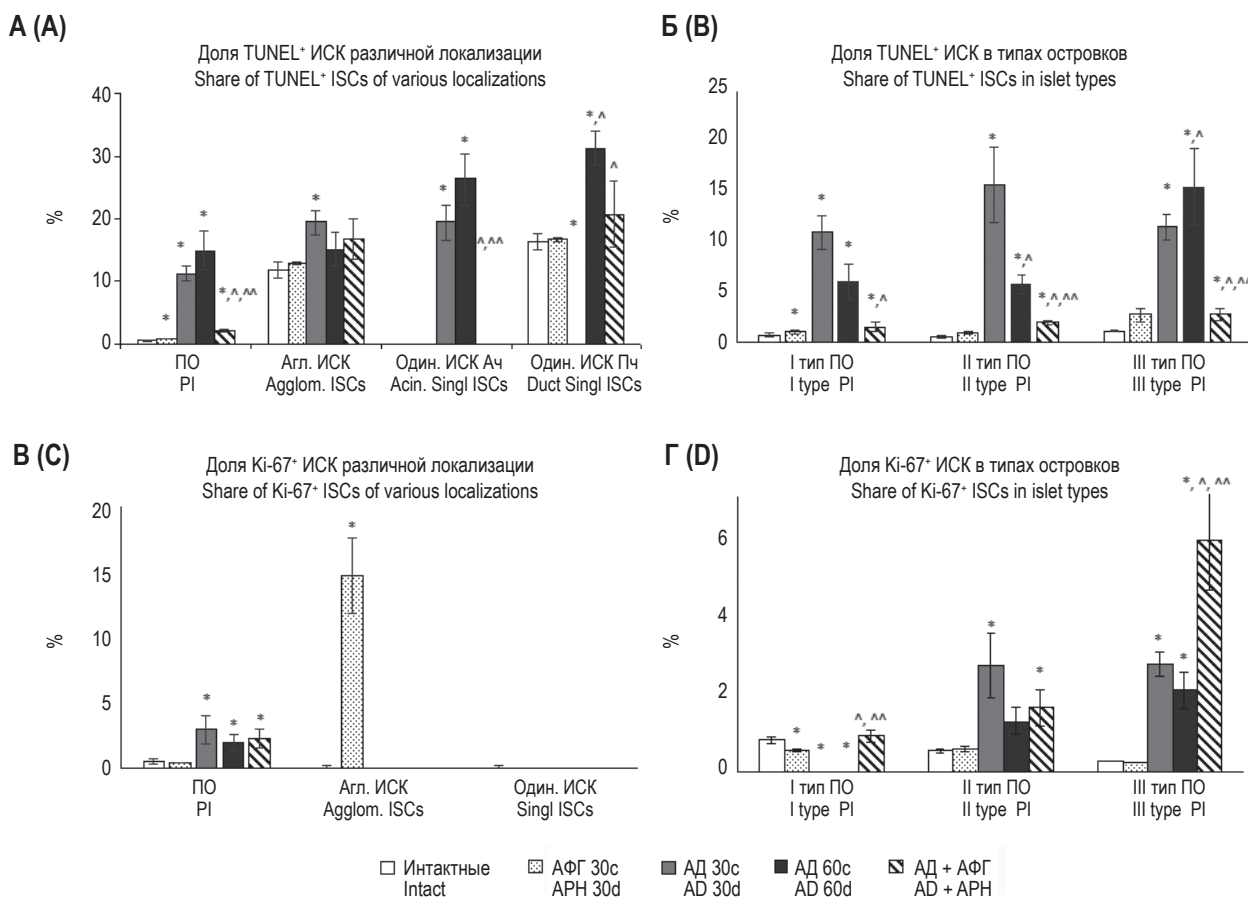 А (A)
Доля TUNEL⁺ ИСК различной локализации
Share of TUNEL⁺ ISCs of various localizations
40
30
20
10
0
%
*
*
*
*,^,^^
*
*
*
^,^^
*
*,^
^
ПО
PI
Агл. ИСК
Agglom. ISCs
Один. ИСК Ач
Acin. Singl ISCs
Один. ИСК Пч
Duct Singl ISCs
Б (B)
Доля TUNEL⁺ ИСК в типах островков
Share of TUNEL⁺ ISCs in islet types
25
20
15
10
5
0
%
*
*
*
*,^
*
*,^
*,^,^^
*
*,^
*,^,^^
I тип ПО
I type PI
II тип ПО
II type PI
III тип ПО
III type PI
В (C)
Доля Ki-67⁺ ИСК различной локализации
Share of Ki-67⁺ ISCs of various localizations
20
15
10
5
0
%
*
*
*
*
ПО
PI
Агл. ИСК
Agglom. ISCs
Один. ИСК
Singl ISCs
Г (D)
Доля Ki-67⁺ ИСК в типах островков
Share of Ki-67⁺ ISCs in islet types
6
4
2
0
%
*
*
*
^,^^
*
*
*
*
*,^,^^
I тип ПО
I type PI
II тип ПО
II type PI
III тип ПО
III type PI
Интактные
Intact
АФГ 30с
APH 30d
АД 30с
AD 30d
АД 60с
AD 60d
АД + АФГ
AD + APH